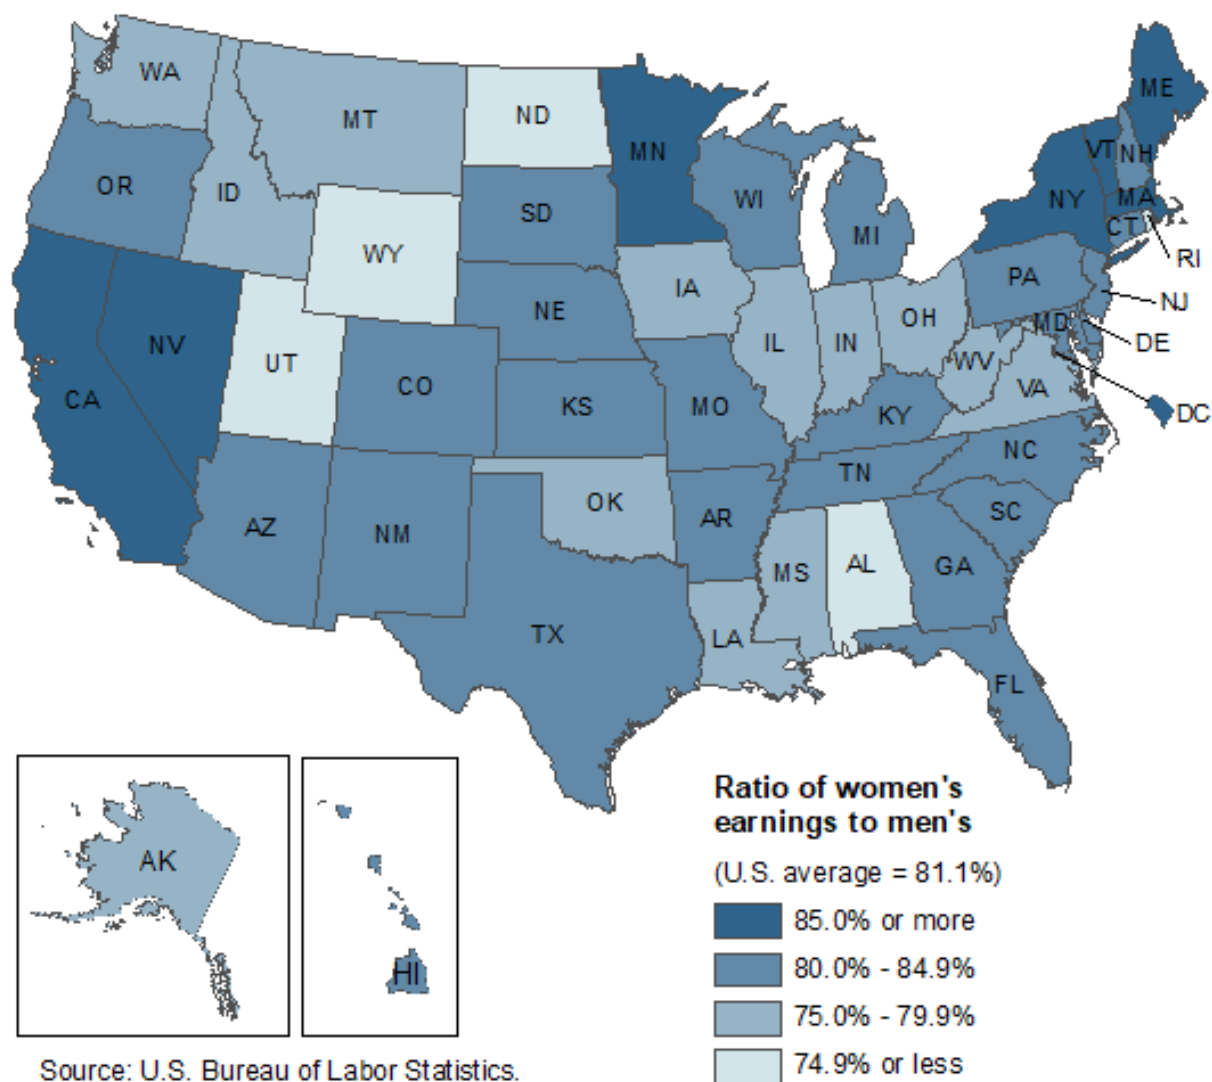 WA
MT
ND
MN
ME
VT
NH
OR
ID
SD
WI
MI
NY
MA
CT
RI
WY
IA
PA
NJ
NE
OH
MD
DE
NV
UT
CO
IL
IN
WV
VA
CA
KS
MO
KY
DC
NC
TN
OK
AR
SC
AZ
NM
MS
AL
GA
TX
LA
FL
AK
HI
Ratio of women's
earnings to men's
(U.S. average = 81.1%)
85.0% or more
80.0% - 84.9%
75.0% - 79.9%
74.9% or less
Source: U.S. Bureau of Labor Statistics.